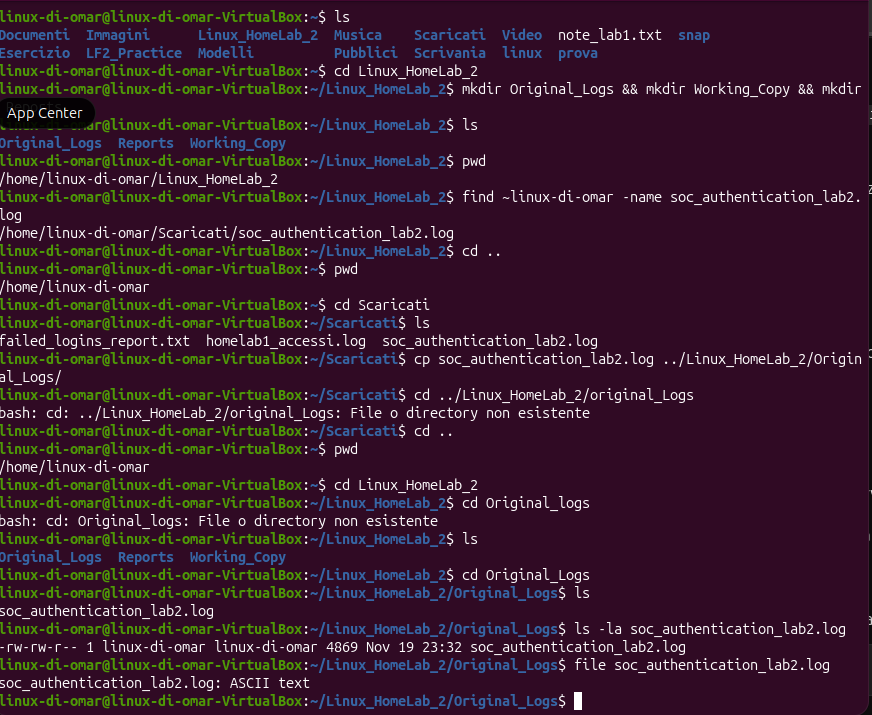 linux-di-omar@linux-di-omar-VirtualBox:~$ ls
Documenti  Immagini      Linux_HomeLab_2  Musica    Scaricati  Video  note_lab1.txt  snap
Esercizio  LF2_Practice  Modelli          Pubblici  Scrivania  linux  prova
linux-di-omar@linux-di-omar-VirtualBox:~$ cd Linux_HomeLab_2
linux-di-omar@linux-di-omar-VirtualBox:~/Linux_HomeLab_2$ mkdir Original_Logs && mkdir Working_Copy && mkdir
App Center
linux-di-omar@linux-di-omar-VirtualBox:~/Linux_HomeLab_2$ ls
Original_Logs  Reports  Working_Copy
linux-di-omar@linux-di-omar-VirtualBox:~/Linux_HomeLab_2$ pwd
/home/linux-di-omar/Linux_HomeLab_2
linux-di-omar@linux-di-omar-VirtualBox:~/Linux_HomeLab_2$ find ~linux-di-omar -name soc_authentication_lab2.
log
/home/linux-di-omar/Scaricati/soc_authentication_lab2.log
linux-di-omar@linux-di-omar-VirtualBox:~/Linux_HomeLab_2$ cd ..
linux-di-omar@linux-di-omar-VirtualBox:~$ pwd
/home/linux-di-omar
linux-di-omar@linux-di-omar-VirtualBox:~$ cd Scaricati
linux-di-omar@linux-di-omar-VirtualBox:~/Scaricati$ ls
failed_logins_report.txt  homelab1_accessi.log  soc_authentication_lab2.log
linux-di-omar@linux-di-omar-VirtualBox:~/Scaricati$ cp soc_authentication_lab2.log ../Linux_HomeLab_2/Origin
al_Logs/
linux-di-omar@linux-di-omar-VirtualBox:~/Scaricati$ cd ../Linux_HomeLab_2/original_Logs
bash: cd: ../Linux_HomeLab_2/original_Logs: File o directory non esistente
linux-di-omar@linux-di-omar-VirtualBox:~/Scaricati$ cd ..
linux-di-omar@linux-di-omar-VirtualBox:~$ pwd
/home/linux-di-omar
linux-di-omar@linux-di-omar-VirtualBox:~$ cd Linux_HomeLab_2
linux-di-omar@linux-di-omar-VirtualBox:~/Linux_HomeLab_2$ cd Original_logs
bash: cd: Original_logs: File o directory non esistente
linux-di-omar@linux-di-omar-VirtualBox:~/Linux_HomeLab_2$ ls
Original_Logs  Reports  Working_Copy
linux-di-omar@linux-di-omar-VirtualBox:~/Linux_HomeLab_2$ cd Original_Logs
linux-di-omar@linux-di-omar-VirtualBox:~/Linux_HomeLab_2/Original_Logs$ ls
soc_authentication_lab2.log
linux-di-omar@linux-di-omar-VirtualBox:~/Linux_HomeLab_2/Original_Logs$ ls -la soc_authentication_lab2.log
-rw-rw-r-- 1 linux-di-omar linux-di-omar 4869 Nov 19 23:32 soc_authentication_lab2.log
linux-di-omar@linux-di-omar-VirtualBox:~/Linux_HomeLab_2/Original_Logs$ file soc_authentication_lab2.log
soc_authentication_lab2.log: ASCII text
linux-di-omar@linux-di-omar-VirtualBox:~/Linux_HomeLab_2/Original_Logs$